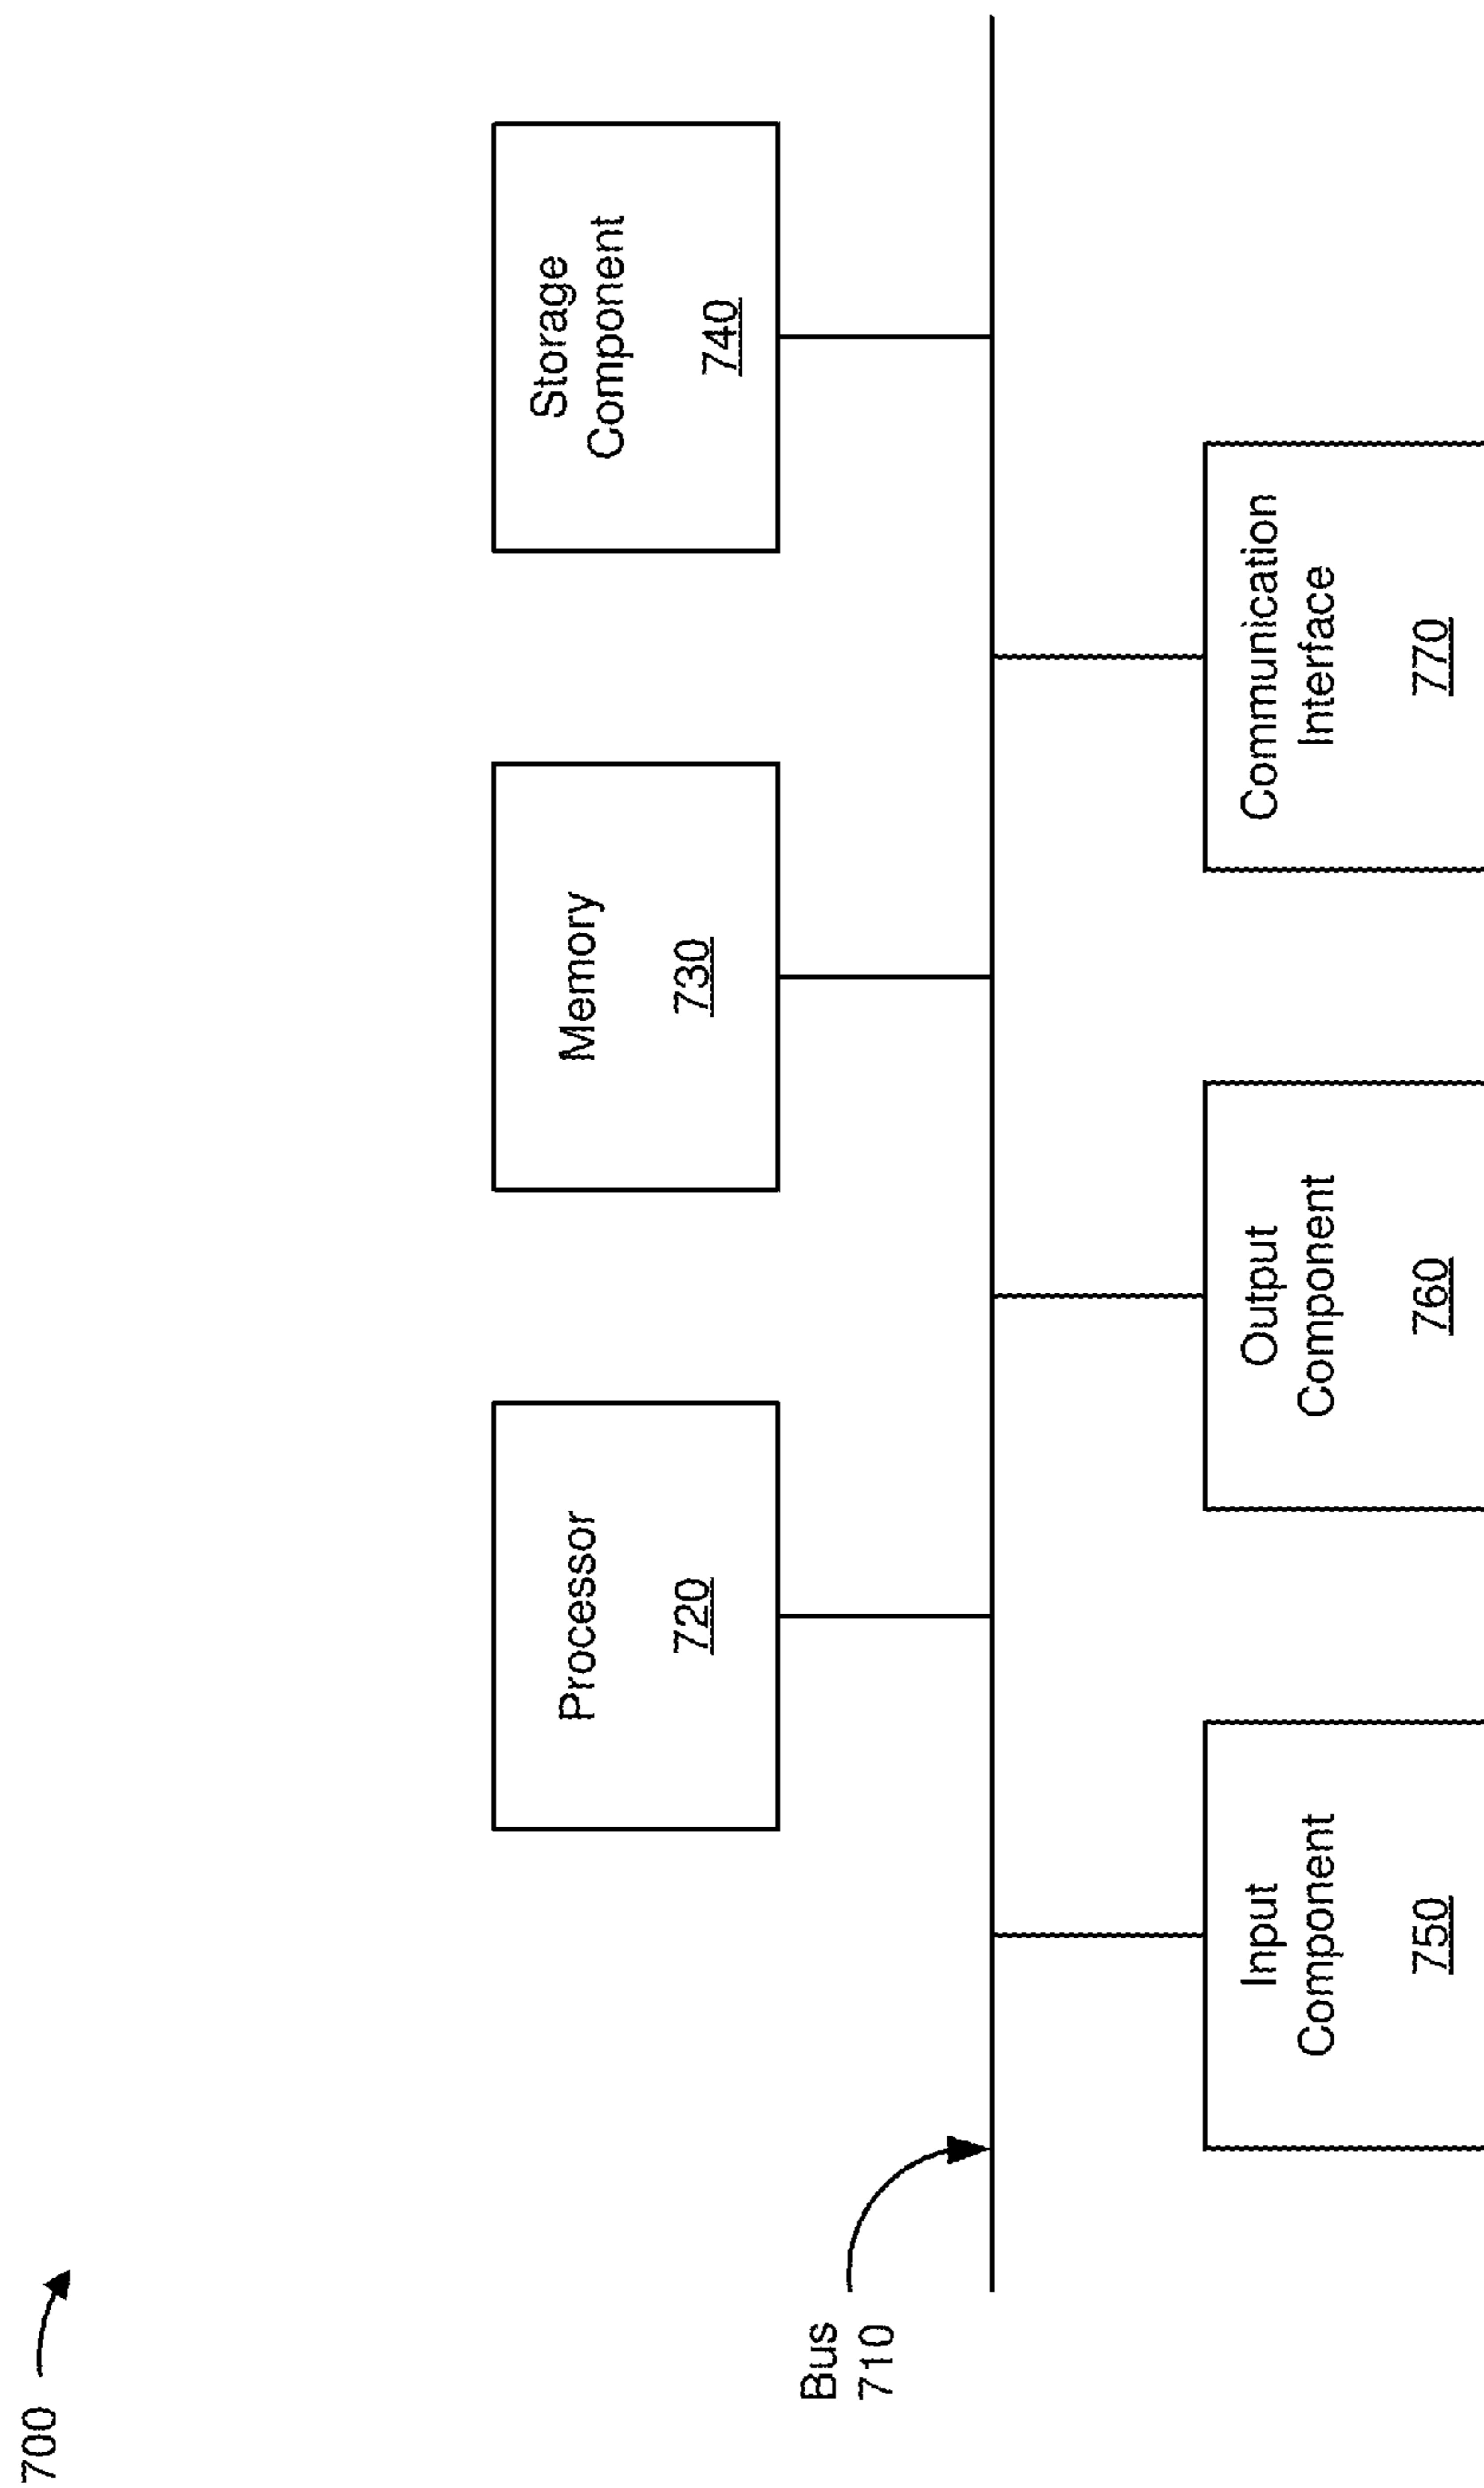 700
Processor
720
Memory
730
Storage
Component
740
Bus
710
Input
Component
750
Output
Component
760
Communication
Interface
770